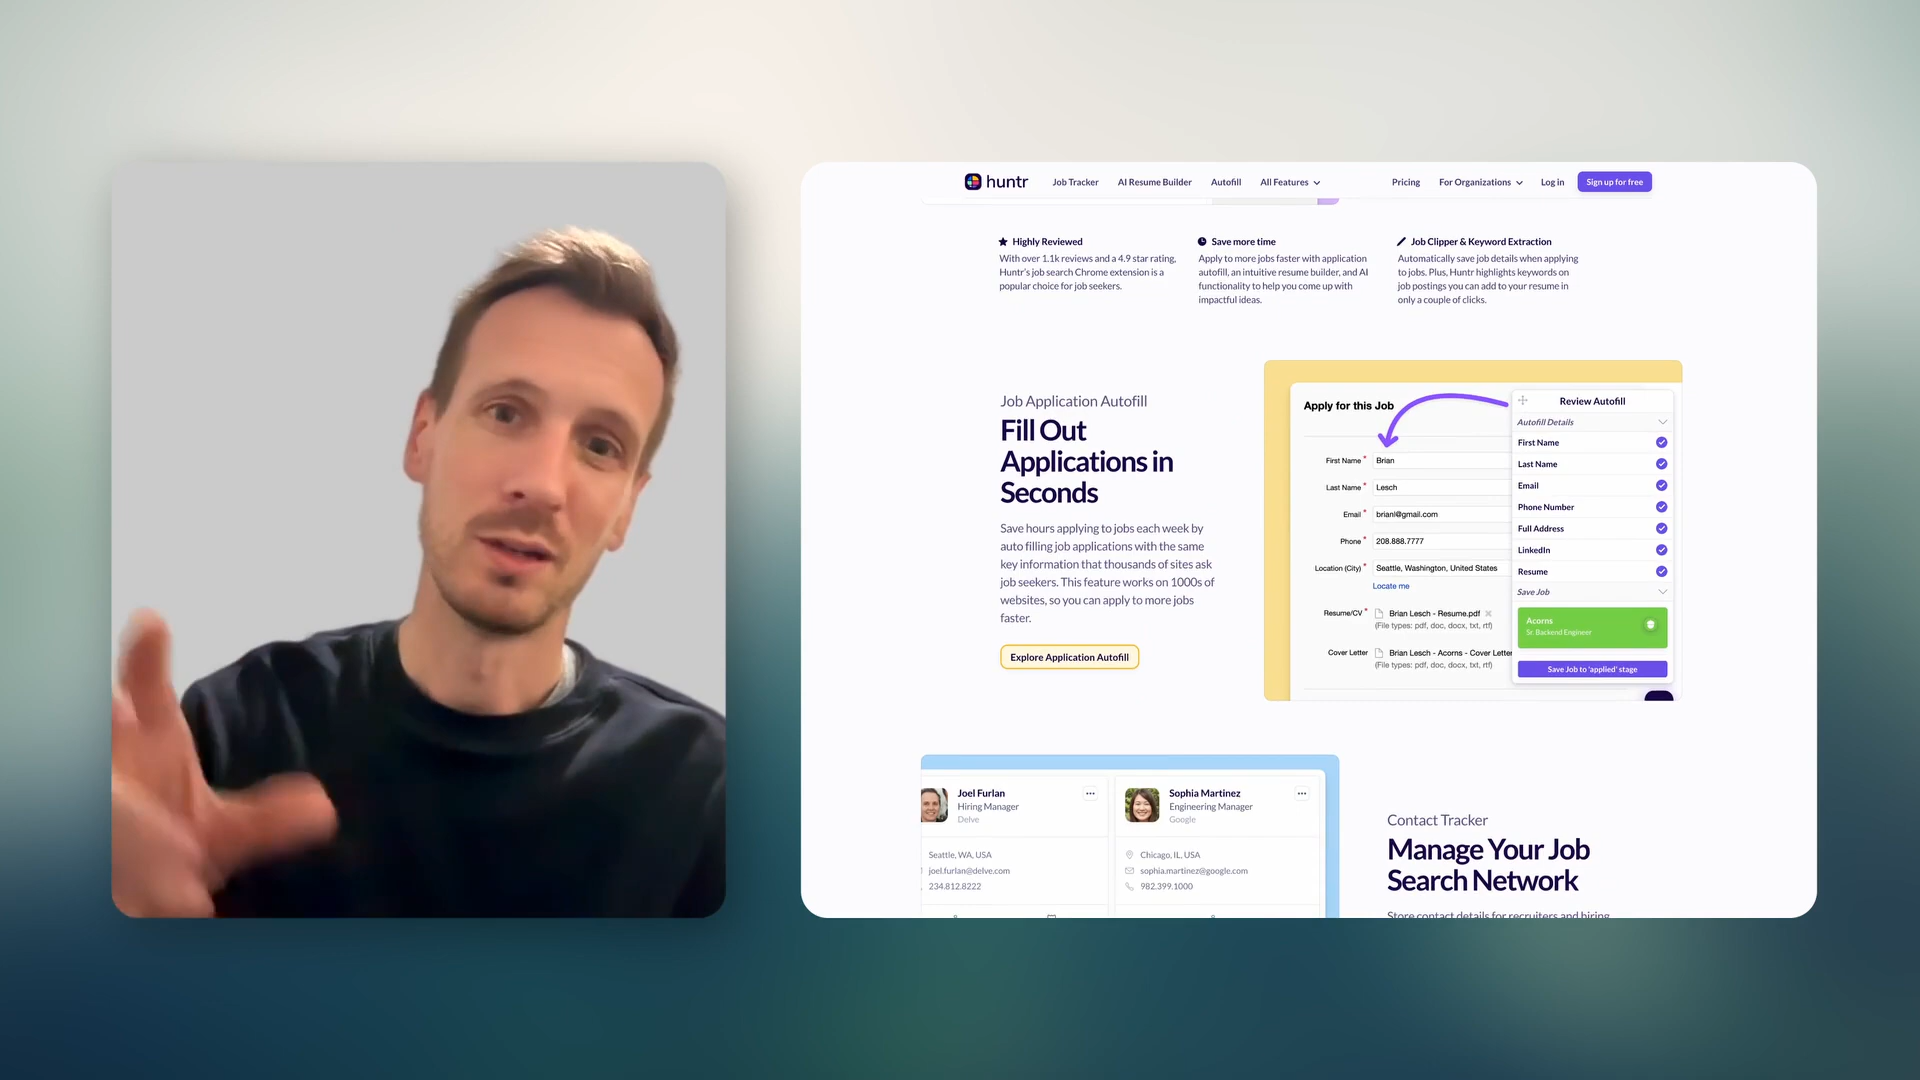 huntr
Job Tracker
AI Resume Builder
Autofill
All Features
Pricing
For Organizations
Log in
Sign up for free
Highly Reviewed
With over 1.1k reviews and a 4.9 star rating,
Huntr's job search Chrome extension is a
popular choice for job seekers.
Save more time
Apply to more jobs faster with application
autofill, an intuitive resume builder, and AI
functionality to help you come up with
impactful ideas.
Job Clipper & Keyword Extraction
Automatically save job details when applying
to jobs. Plus, Huntr highlights keywords on
job postings you can add to your resume in
only a couple of clicks.
Job Application Autofill
Fill Out
Applications in
Seconds
Save hours applying to jobs each week by
auto filling job applications with the same
key information that thousands of sites ask
job seekers. This feature works on 1000s of
websites, so you can apply to more jobs
faster.
Explore Application Autofill
Apply for this Job
First Name * Brian
Last Name * Lesch
Email * brianl@gmail.com
Phone * 208.888.7777
Location (City) * Seattle, Washington, United States
Locate me
Resume/CV * Brian Lesch - Resume.pdf
(File types: pdf, doc, docx, txt, rtf)
Cover Letter Brian Lesch - Acorns - Cover Letter
(File types: pdf, doc, docx, txt, rtf)
Review Autofill
Autofill Details
First Name
Last Name
Email
Phone Number
Full Address
LinkedIn
Resume
Save Job
Acorns
Sr. Backend Engineer
Save Job to 'applied' stage
Joel Furlan
Hiring Manager
Delve
Seattle, WA, USA
joel.furlan@delve.com
234.812.8222
Sophia Martinez
Engineering Manager
Google
Chicago, IL, USA
sophia.martinez@google.com
982.399.1000
Contact Tracker
Manage Your Job
Search Network
Store contact details for recruiters and hiring